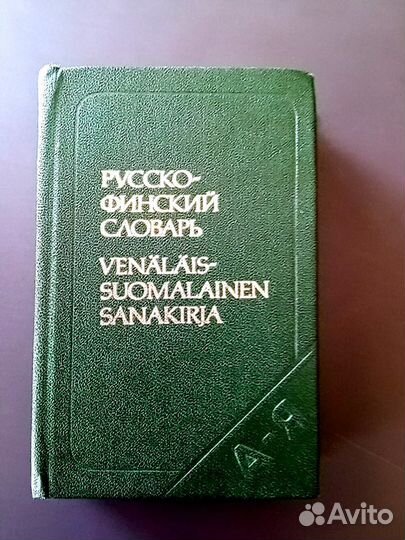 РУССКО-
ФИНСКИЙ
СЛОВАРЬ
VENÄLÄIS-
SUOMALAINEN
SANAKIRJA
А-Я
Avito